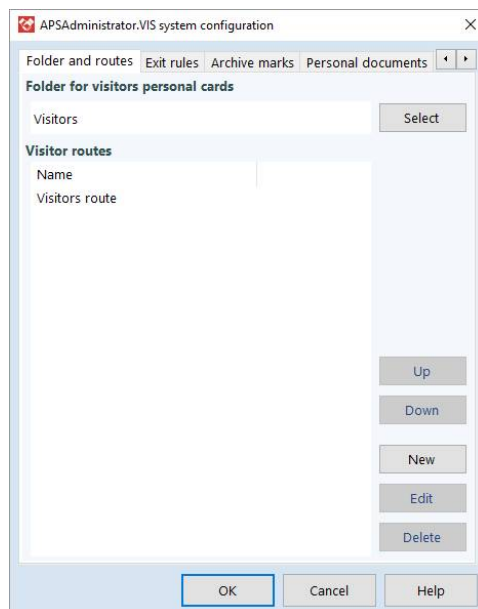 APSAdministrator.VIS system configuration
Folder and routes Exit rules Archive marks Personal documents
Folder for visitors personal cards
Visitors Select
Visitor routes
Name
Visitors route
Up
Down
New
Edit
Delete
OK Cancel Help